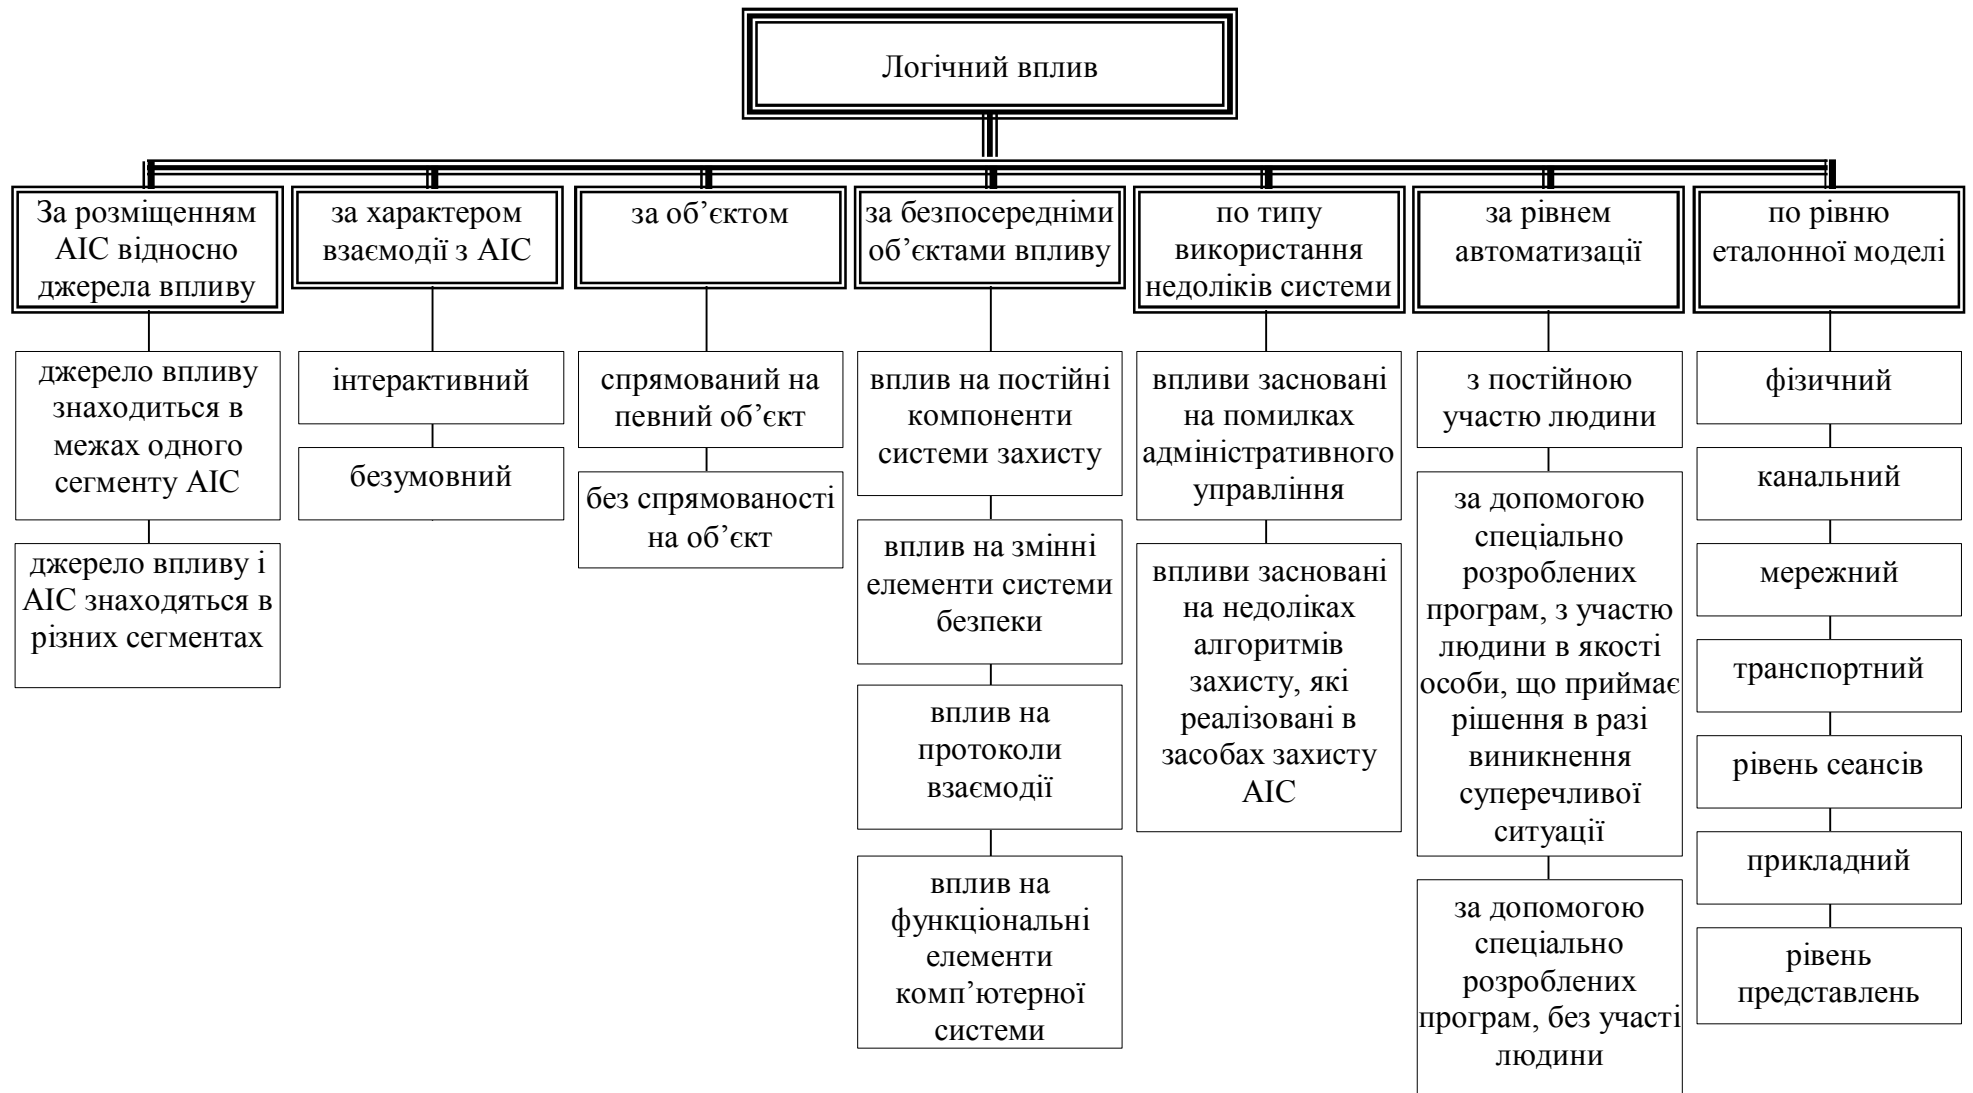 Логічний вплив
За розміщенням
АІС відносно
джерела впливу
за характером
взаємодії з АІС
за об’єктом
за безпосередніми
об’єктами впливу
по типу
використання
недоліків системи
за рівнем
автоматизації
по рівню
еталонної моделі
джерело впливу
знаходиться в
межах одного
сегменту АІС
джерело впливу і
АІС знаходяться в
різних сегментах
інтерактивний
безумовний
спрямований на
певний об’єкт
без спрямованості
на об’єкт
вплив на постійні
компоненти
системи захисту
вплив на змінні
елементи системи
безпеки
вплив на
протоколи
взаємодії
вплив на
функціональні
елементи
комп’ютерної
системи
впливи засновані
на помилках
адміністративного
управління
впливи засновані
на недоліках
алгоритмів
захисту, які
реалізовані в
засобах захисту
АІС
з постійною
участю людини
за допомогою
спеціально
розроблених
програм, з участю
людини в якості
особи, що приймає
рішення в разі
виникнення
суперечливої
ситуації
за допомогою
спеціально
розроблених
програм, без участі
людини
фізичний
канальний
мережний
транспортний
рівень сеансів
прикладний
рівень
представлень